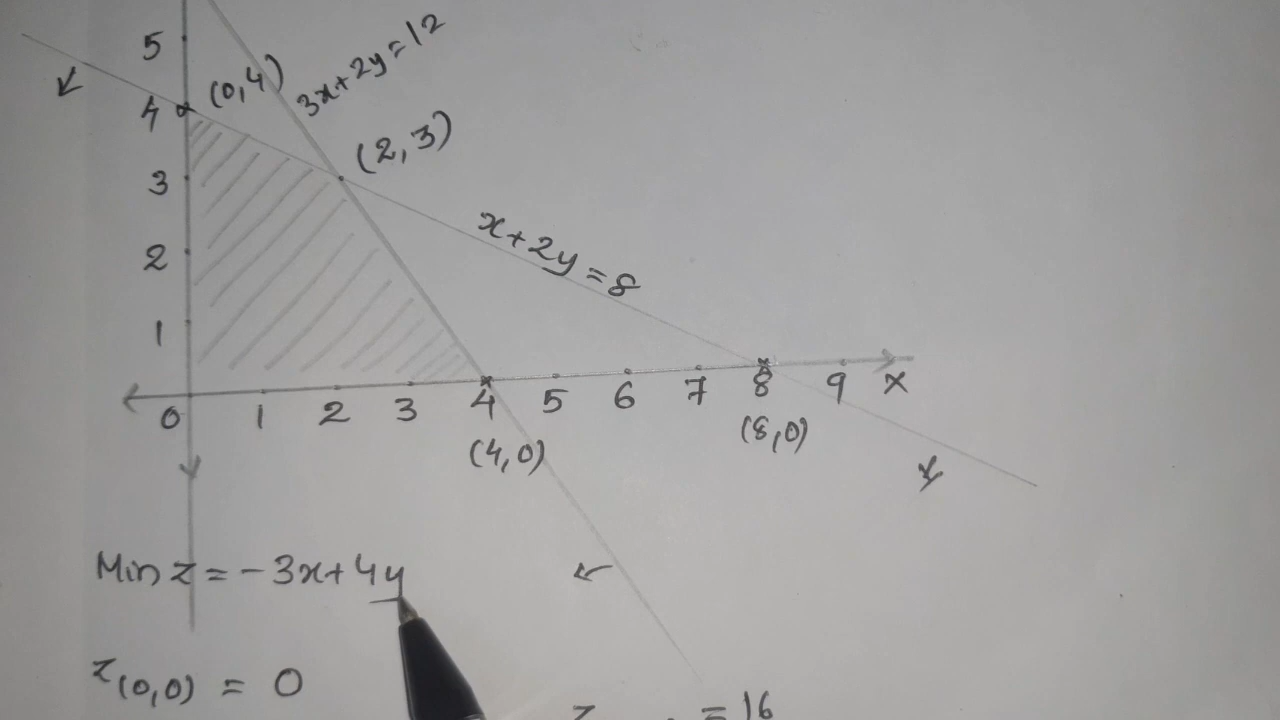 5
(0,4)
3x+2y=12
4
(2,3)
3
x+2y=8
2
1
0 1 2 3 4 5 6 7 8 9 x
(4,0) (8,0)
Min z = -3x+4y
z(0,0) = 0
= 16